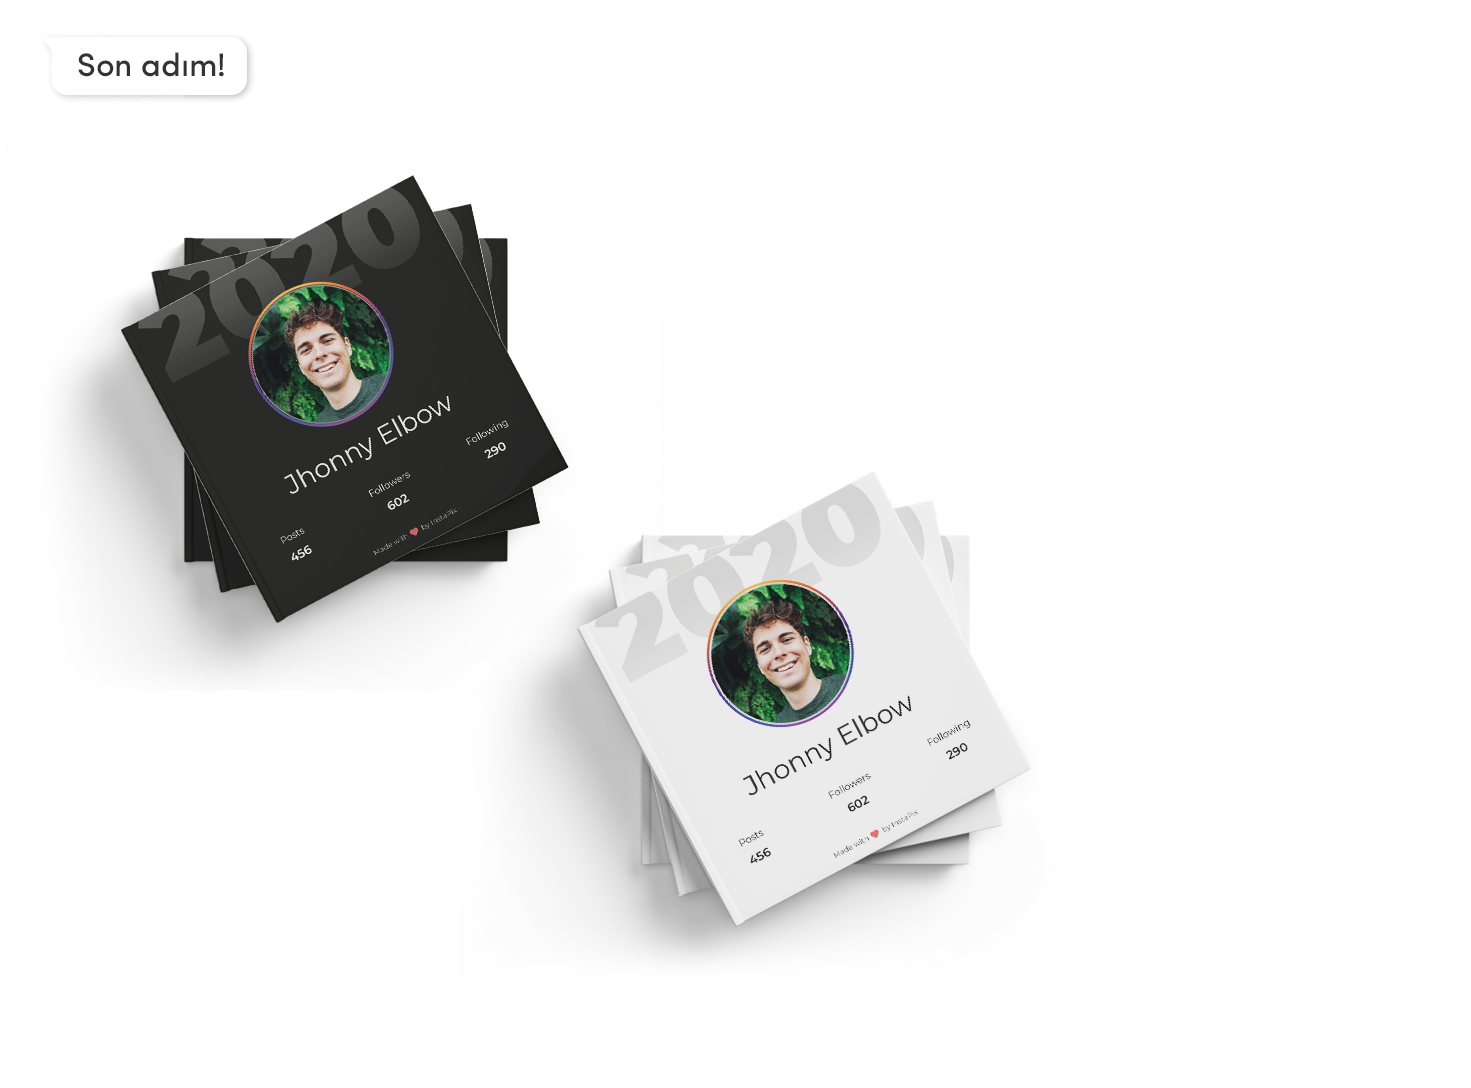 Son adım!
2020
Jhonny Elbow
Posts
456
Followers
602
Following
290
Made with ❤ by InstaPix
2020
Jhonny Elbow
Posts
456
Followers
602
Following
290
Made with ❤ by InstaPix